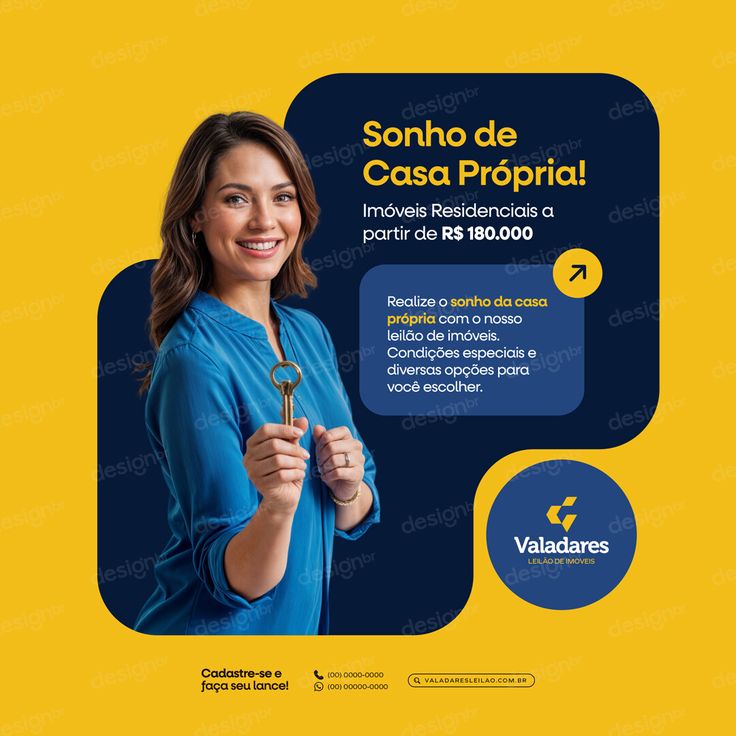 Sonho de
Casa Própria!
Imóveis Residenciais a
partir de R$ 180.000
Realize o sonho da casa
própria com o nosso
leilão de imóveis.
Condições especiais e
diversas opções para
você escolher.
Valadares
LEILÃO DE IMOVEIS
Cadastre-se e
faça seu lance!
(00) 0000-0000
(00) 00000-0000
VALADARESLEILAO.COM.BR
designbr